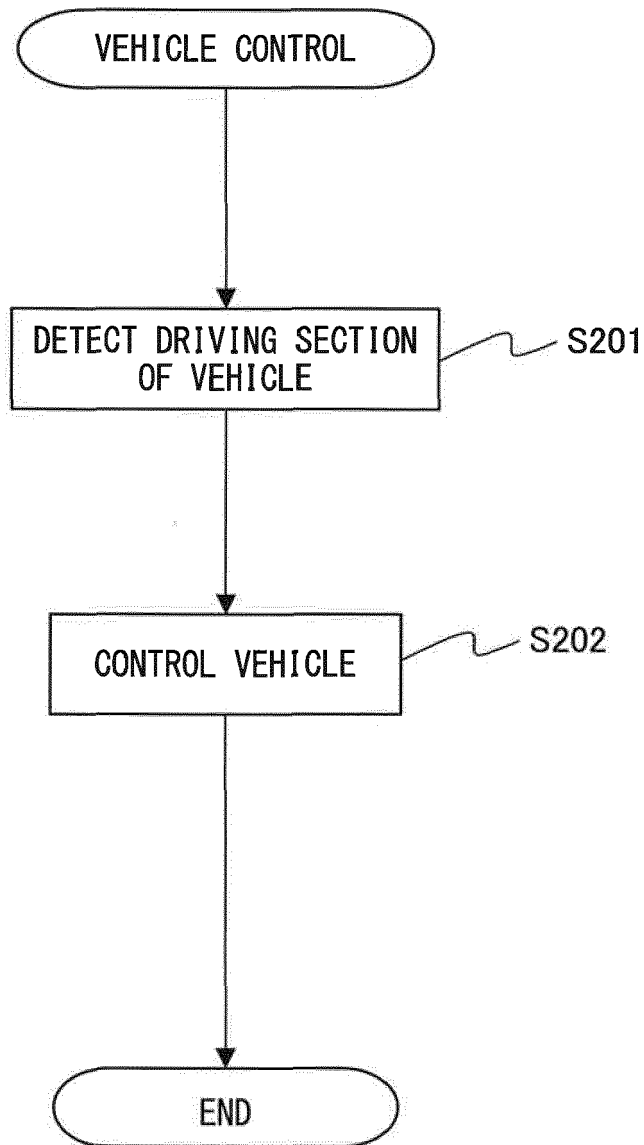 VEHICLE CONTROL
DETECT DRIVING SECTION
OF VEHICLE
S201
CONTROL VEHICLE
S202
END